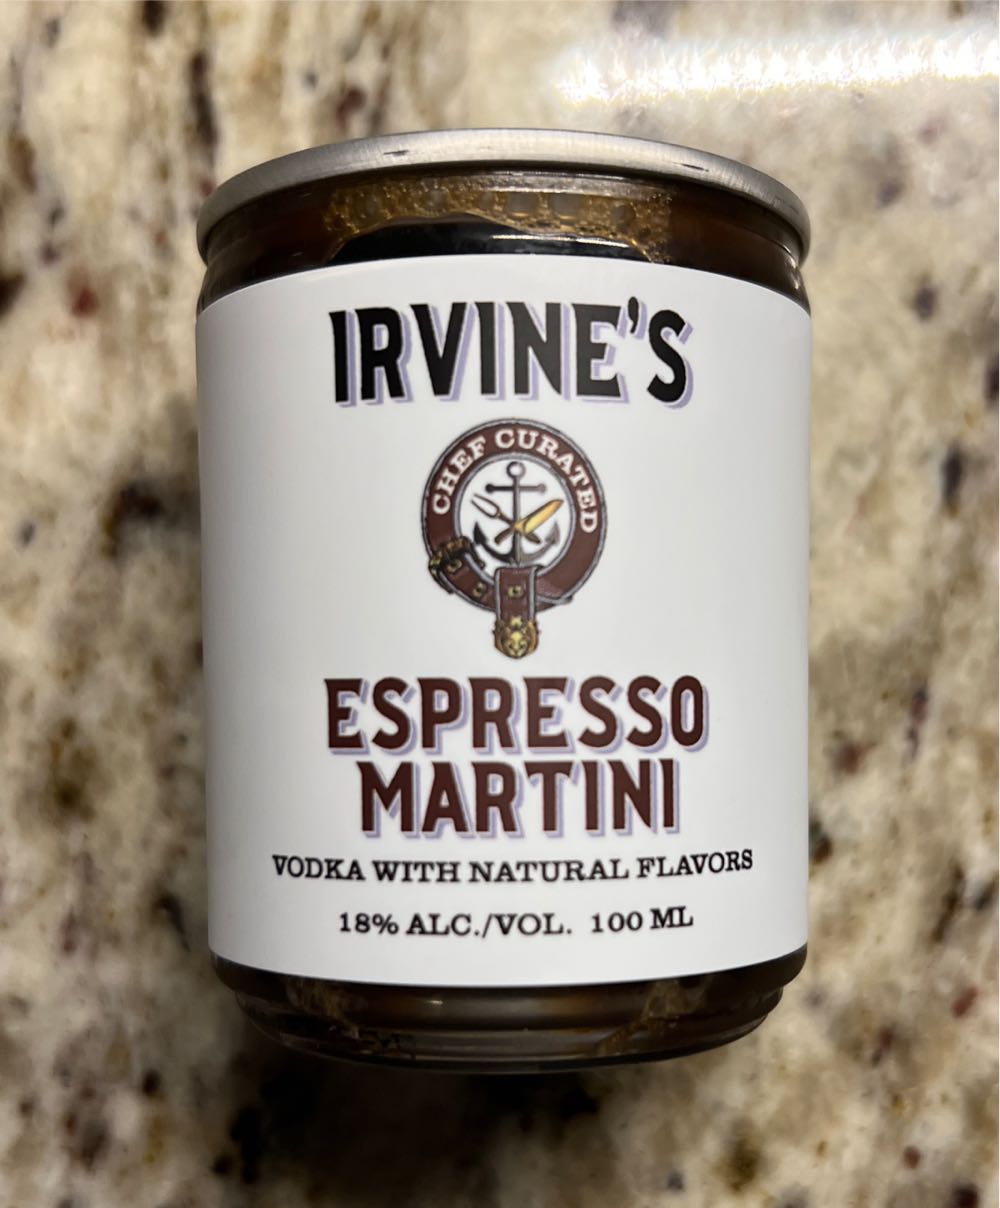 IRVINE'S
CHEF CURATED
ESPRESSO
MARTINI
VODKA WITH NATURAL FLAVORS
18% ALC./VOL. 100 ML